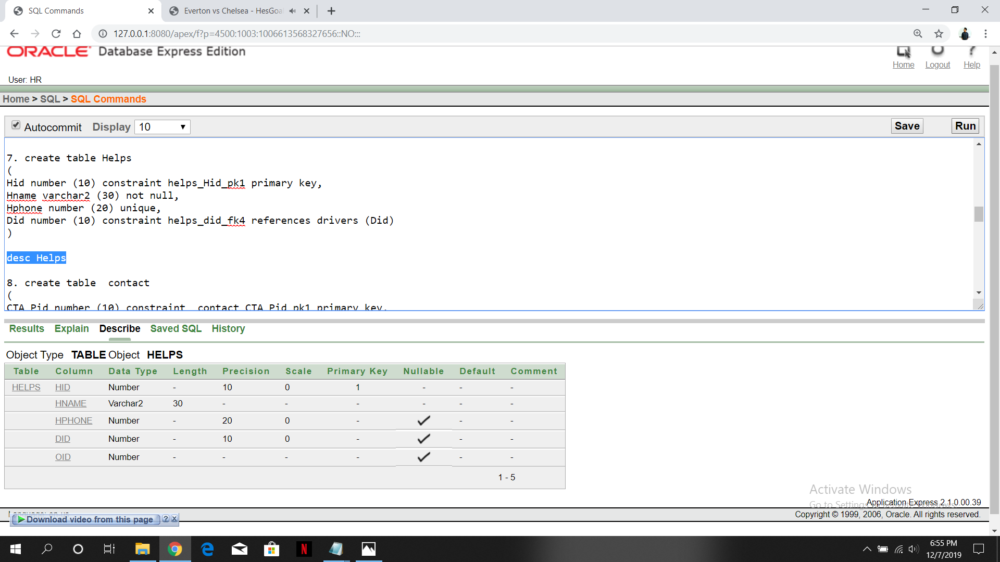 SQL Commands
Everton vs Chelsea - HesGoa
127.0.0.1:8080/apex/f?p=4500:1003:1006613568327656::NO:::
ORACLE Database Express Edition
Home Logout Help
User: HR
Home > SQL > SQL Commands
Autocommit Display 10 Save Run
7. create table Helps
(
Hid number (10) constraint helps_Hid_pk1 primary key,
Hname varchar2 (30) not null,
Hphone number (20) unique,
Did number (10) constraint helps_did_fk4 references drivers (Did)
)
desc Helps
8. create table  contact
(
CTA_Pid number (10) constraint  contact_CTA_Pid_pk1 primary key,
Results Explain Describe Saved SQL History
Object Type TABLE Object HELPS
Table Column Data Type Length Precision Scale Primary Key Nullable Default Comment
HELPS HID Number - 10 0 1 - - -
HNAME Varchar2 30 - - - - - -
HPHONE Number - 20 0 - - -
DID Number - 10 0 - - -
OID Number - - - - - -
1 - 5
Activate Windows
Go to Settings
Application Express 2.1.0.00.39
Language: en-us
Copyright © 1999, 2006, Oracle. All rights reserved.
Download video from this page ? X
6:55 PM
12/7/2019